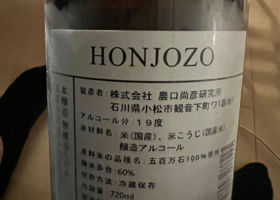 HONJOZO
製造者：株式会社 農口尚彦研究所
石川県小松市観音下町ワ1番地1
アルコール分：19度
原材料名：米(国産)、米こうじ(国産米)、
醸造アルコール
原料米の品種名：五百万石100%使用
精米歩合：60%
保存方法：冷蔵保存
内容量：720ml